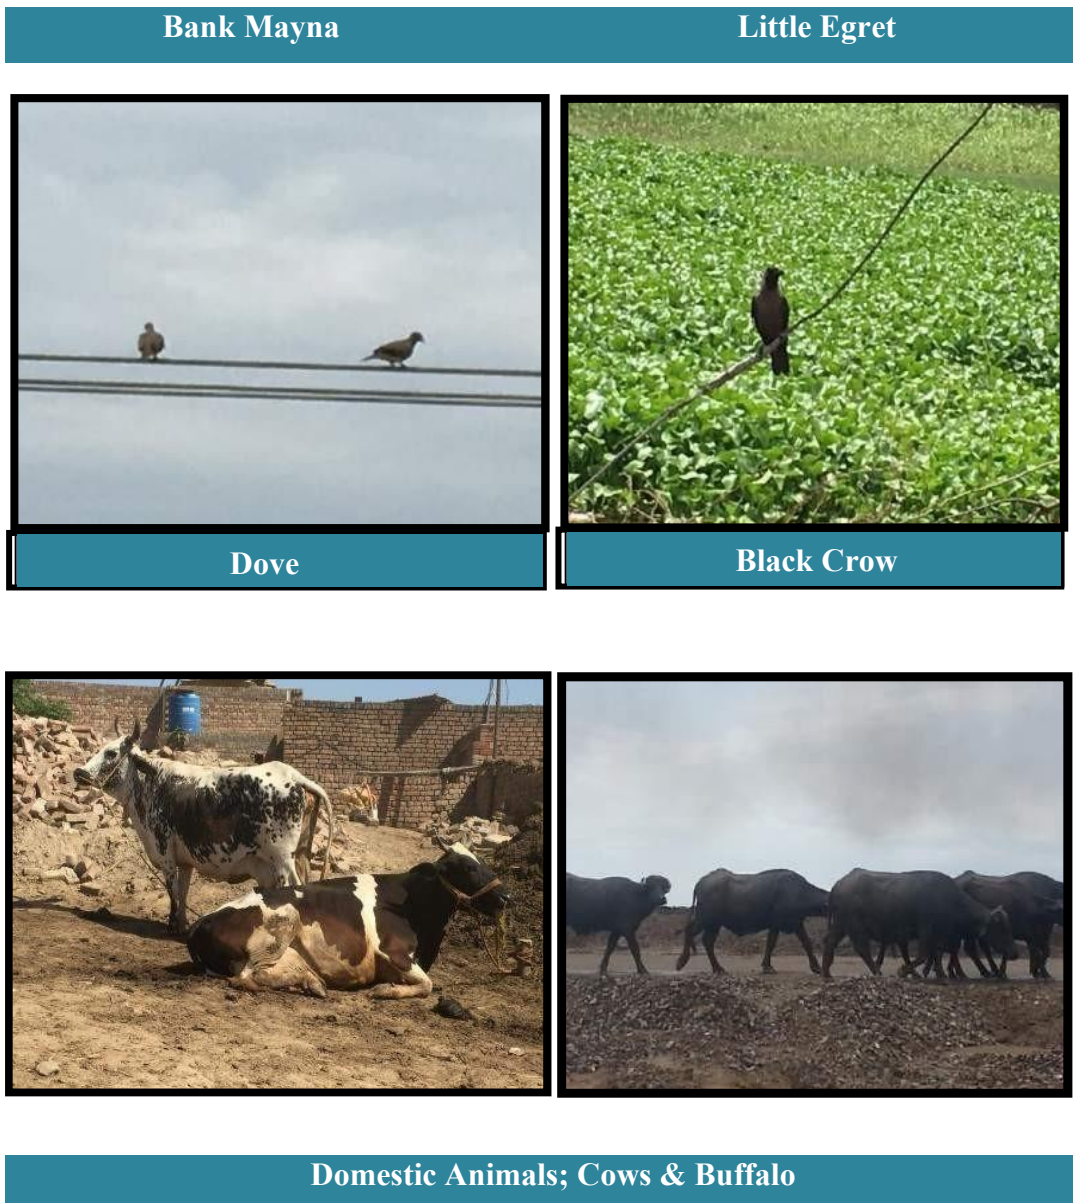 Bank Mayna
Little Egret
Dove
Black Crow
Domestic Animals; Cows & Buffalo